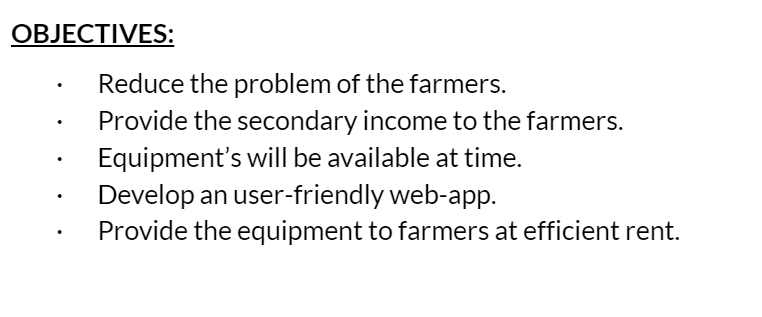 OBJECTIVES:
· Reduce the problem of the farmers.
· Provide the secondary income to the farmers.
· Equipment’s will be available at time.
· Develop an user-friendly web-app.
· Provide the equipment to farmers at efficient rent.